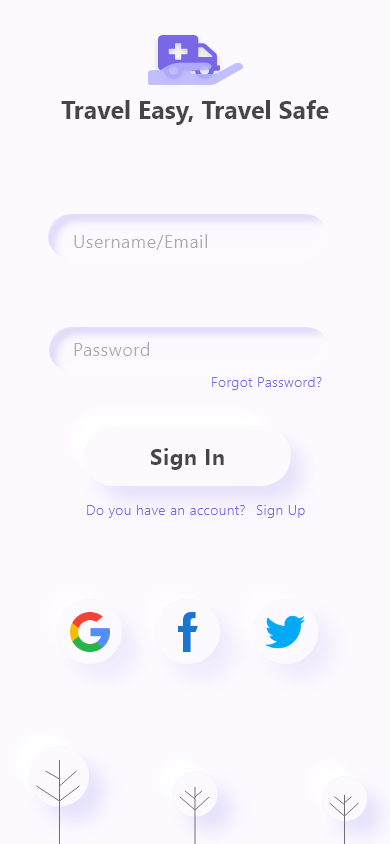 Travel Easy, Travel Safe
Username/Email
Password
Forgot Password?
Sign In
Do you have an account? Sign Up